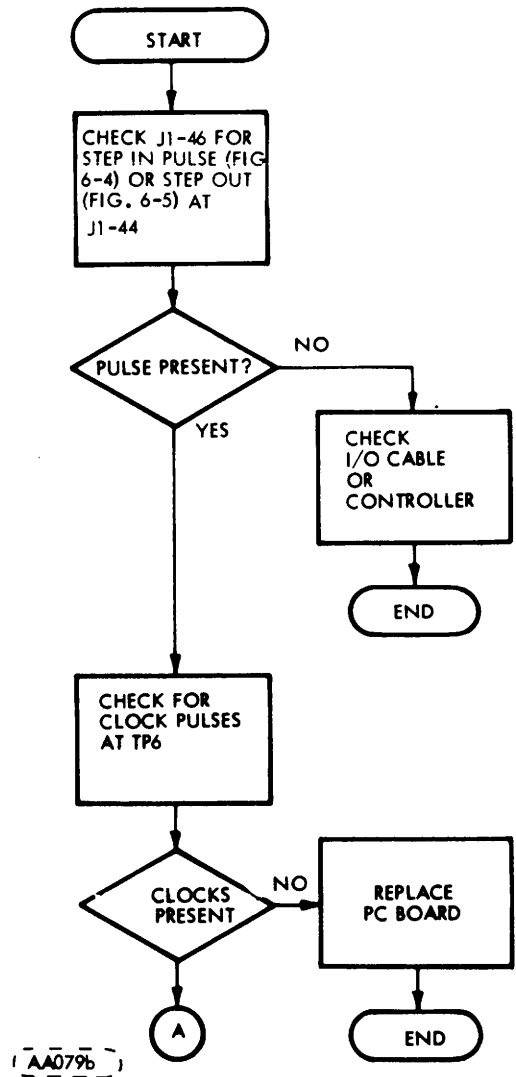 START
CHECK J1-46 FOR
STEP IN PULSE (FIG
6-4) OR STEP OUT
(FIG. 6-5) AT
J1-44
PULSE PRESENT?
NO
YES
CHECK
I/O CABLE
OR
CONTROLLER
END
CHECK FOR
CLOCK PULSES
AT TP6
CLOCKS
PRESENT
NO
REPLACE
PC BOARD
A
END
AA079b